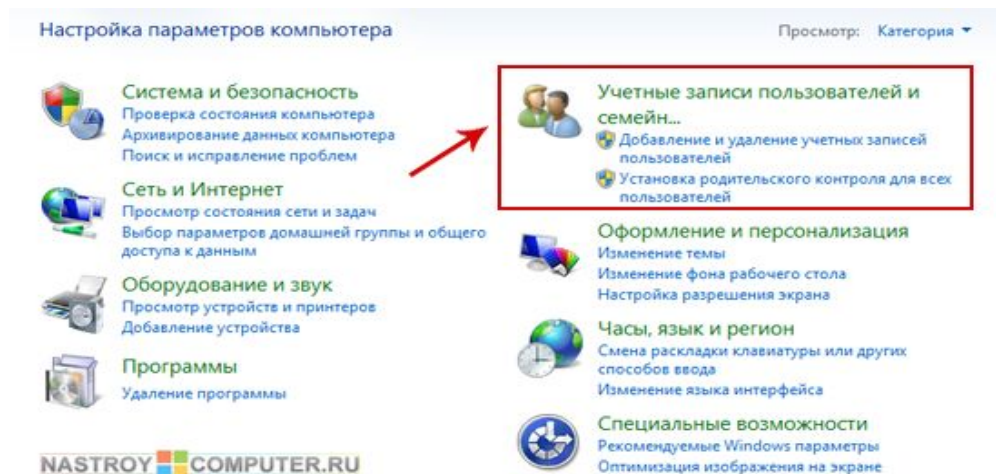 Настройка параметров компьютера
Просмотр: Категория
Система и безопасность
Проверка состояния компьютера
Архивирование данных компьютера
Поиск и исправление проблем
Сеть и Интернет
Просмотр состояния сети и задач
Выбор параметров домашней группы и общего
доступа к данным
Оборудование и звук
Просмотр устройств и принтеров
Добавление устройства
Программы
Удаление программы
Учетные записи пользователей и
семейн...
Добавление и удаление учетных записей
пользователей
Установка родительского контроля для всех
пользователей
Оформление и персонализация
Изменение темы
Изменение фона рабочего стола
Настройка разрешения экрана
Часы, язык и регион
Смена раскладки клавиатуры или других
способов ввода
Изменение языка интерфейса
Специальные возможности
Рекомендуемые Windows параметры
Оптимизация изображения на экране
NASTROY COMPUTER.RU